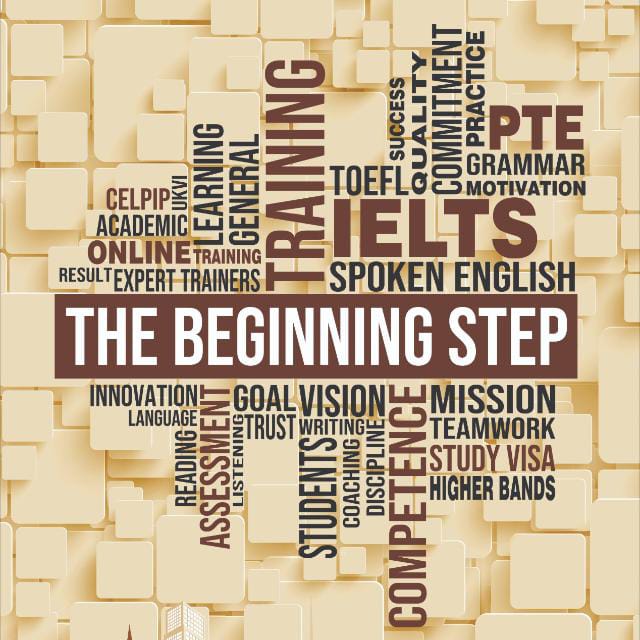 SUCCESS
QUALITY
COMMITMENT
PRACTICE
TRAINING
PTE
LEARNING
GENERAL
GRAMMAR
TOEFL
MOTIVATION
CELPIP
UKVI
ACADEMIC
IELTS
ONLINE
TRAINING
RESULT
EXPERT TRAINERS
SPOKEN ENGLISH
THE BEGINNING STEP
INNOVATION
LANGUAGE
READING
ASSESSMENT
LISTENING
GOAL
TRUST
VISION
WRITING
STUDENTS
COACHING
DISCIPLINE
COMPETENCE
MISSION
TEAMWORK
STUDY VISA
HIGHER BANDS